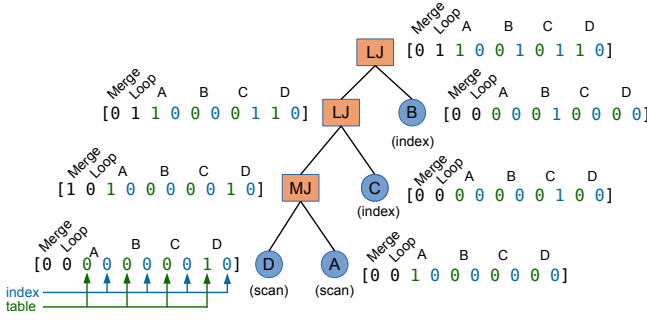 Merge Loop A B C D
LJ [0 1 1 0 0 1 0 1 1 0]
Merge Loop A B C D
[0 1 1 0 0 0 0 1 1 0] LJ
Merge Loop A B C D
B [0 0 0 0 0 1 0 0 0 0]
(index)
Merge Loop A B C D
[1 0 1 0 0 0 0 0 1 0] MJ
Merge Loop A B C D
C [0 0 0 0 0 0 0 1 0 0]
(index)
Merge Loop A B C D
[0 0 0 0 0 0 0 0 1 0] D
(scan)
Merge Loop A B C D
A [0 0 1 0 0 0 0 0 0 0]
(scan)
index
table